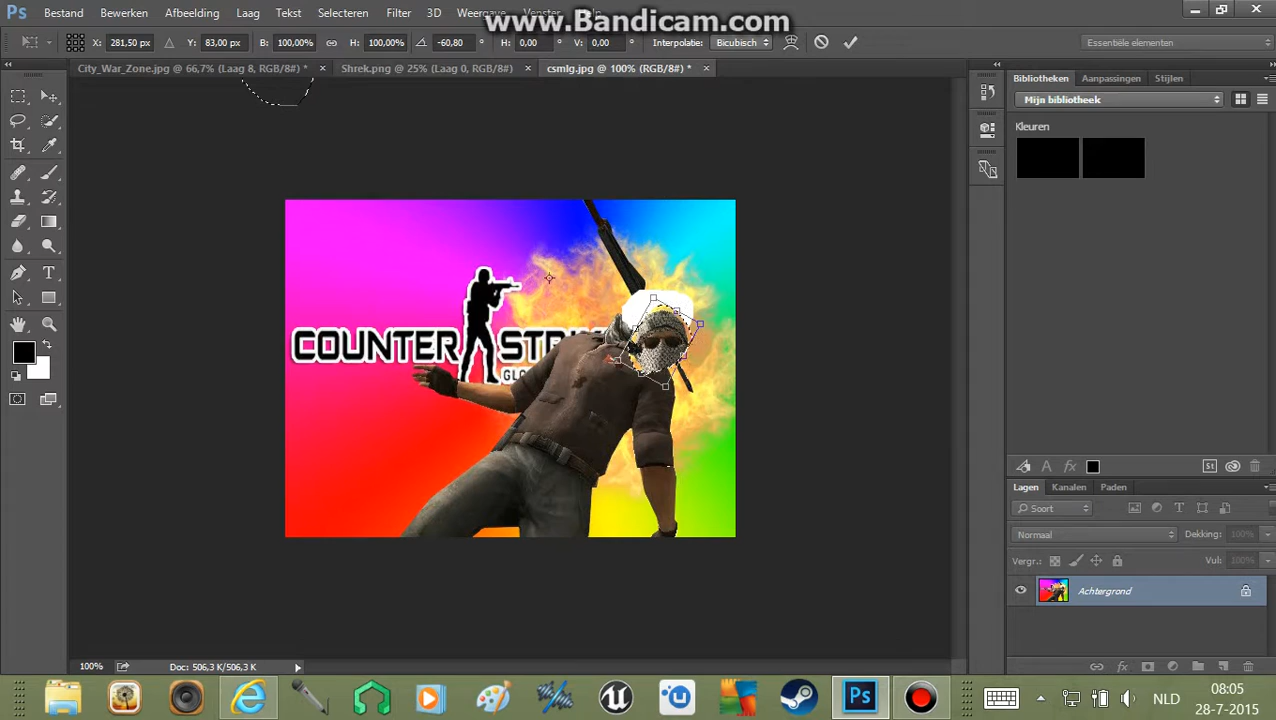 www.Bandicam.com
Ps Bestand Bewerken Afbeelding Laag Tekst Selecteren Filter 3D Weergave
X: 281,50 px Y: 83,00 px B: 100,00% H: 100,00% -60,80 ° H: 0,00 ° V: 0,00 ° Interpolatie: Bicubisch Essentiële elementen
City_War_Zone.jpg @ 66,7% (Laag 8, RGB/8#) * Shrek.png @ 25% (Laag 0, RGB/8#) csmlg.jpg @ 100% (RGB/8#) *
Bibliotheken Aanpassingen Stijlen
Mijn bibliotheek
Kleuren
COUNTER STRI
GLO
Lagen Kanalen Paden
Soort
Normaal Dekking: 100%
Vergr.: Vul: 100%
Achtergrond
100% Doc: 506,3 K/506,3 K
Ps NLD 08:05
28-7-2015